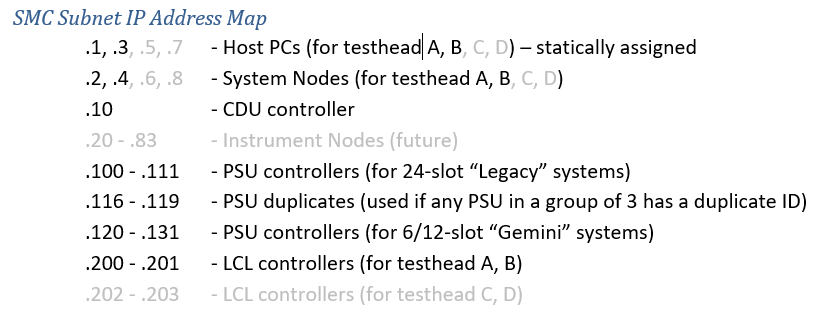 SMC Subnet IP Address Map
.1, .3, .5, .7 - Host PCs (for testhead A, B, C, D) – statically assigned
.2, .4, .6, .8 - System Nodes (for testhead A, B, C, D)
.10 - CDU controller
.20 - .83 - Instrument Nodes (future)
.100 - .111 - PSU controllers (for 24-slot “Legacy” systems)
.116 - .119 - PSU duplicates (used if any PSU in a group of 3 has a duplicate ID)
.120 - .131 - PSU controllers (for 6/12-slot “Gemini” systems)
.200 - .201 - LCL controllers (for testhead A, B)
.202 - .203 - LCL controllers (for testhead C, D)